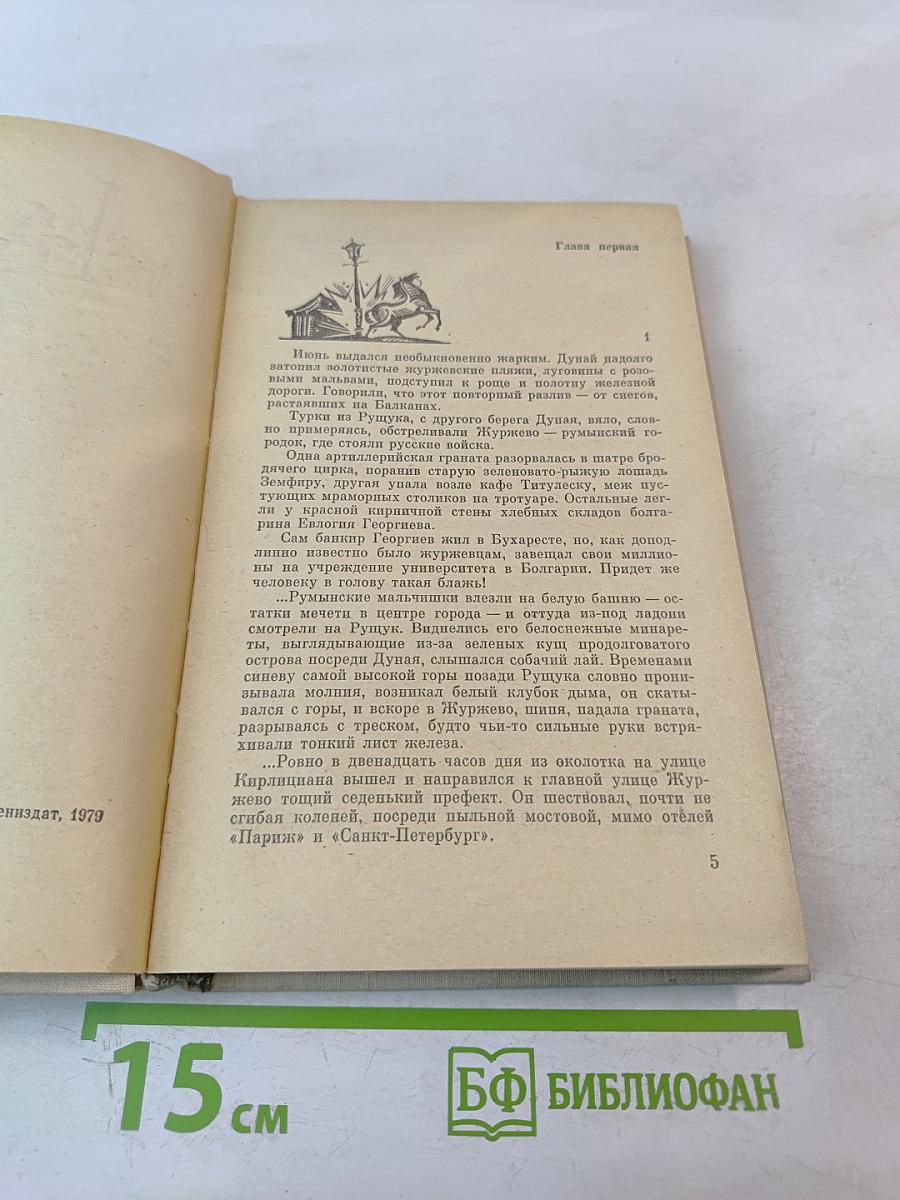 Глава первая
1
Июнь выдался необыкновенно жарким. Дунай надолго
затопил золотистые журжевские пляжи, луговины с розо-
выми мальвами, подступил к роще и полотну железной
дороги. Говорили, что этот повторный разлив — от снегов,
растаявших на Балканах.
Турки из Рущука, с другого берега Дуная, вяло, слов-
но примеряясь, обстреливали Журжево — румынский го-
родок, где стояли русские войска.
Одна артиллерийская граната разорвалась в шатре бро-
дячего цирка, поранив старую зеленовато-рыжую лошадь
Земфиру, другая упала возле кафе Титулеску, меж пус-
тующих мраморных столиков на тротуаре. Остальные лег-
ли у красной кирпичной стены хлебных складов болга-
рина Евлогия Георгиева.
Сам банкир Георгиев жил в Бухаресте, но, как допод-
линно известно было журжевцам, завещал свои миллио-
ны на учреждение университета в Болгарии. Придет же
человеку в голову такая блажь!
...Румынские мальчишки влезли на белую башню — ос-
татки мечети в центре города — и оттуда из-под ладони
смотрели на Рущук. Виднелись его белоснежные минаре-
ты, выглядывающие из-за зеленых кущ продолговатого
острова посреди Дуная, слышался собачий лай. Временами
синеву самой высокой горы позади Рущука словно прони-
зывала молния, возникал белый клубок дыма, он скаты-
вался с горы, и вскоре в Журжево, шипя, падала граната,
разрываясь с треском, будто чьи-то сильные руки встря-
хивали тонкий лист железа.
...Ровно в двенадцать часов дня из околотка на улице
Кирлициана вышел и направился к главной улице Жур-
жево тощий седенький префект. Он шествовал, почти не
сгибая коленей, посреди пыльной мостовой, мимо отелей
«Париж» и «Санкт-Петербург».
5
ениздат, 1979
15 см
БФ БИБЛИОФАН